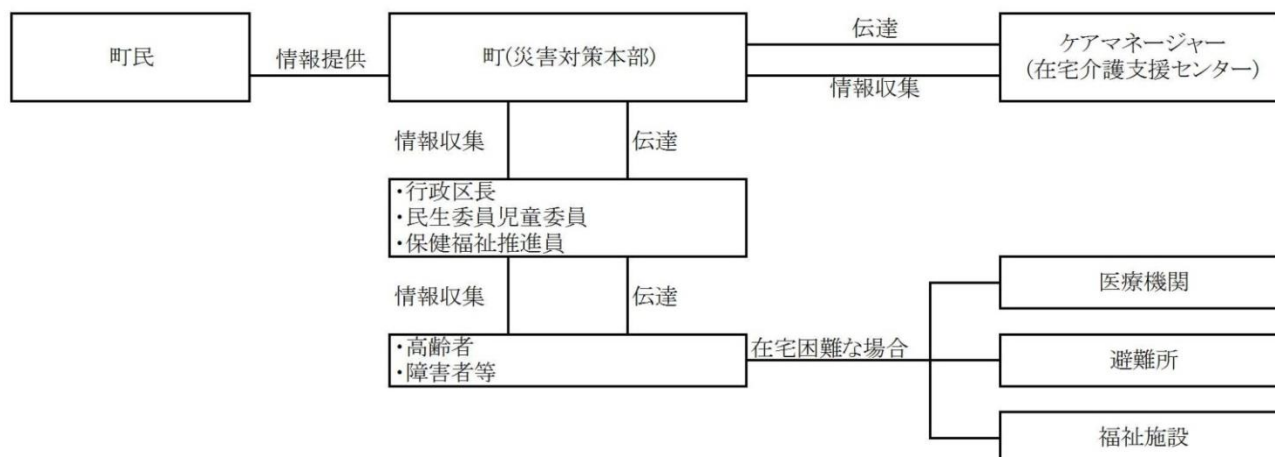 町民
情報提供
町(災害対策本部)
伝達
情報収集
ケアマネージャー
(在宅介護支援センター)
情報収集
伝達
・行政区長
・民生委員児童委員
・保健福祉推進員
情報収集
伝達
・高齢者
・障害者等
在宅困難な場合
医療機関
避難所
福祉施設